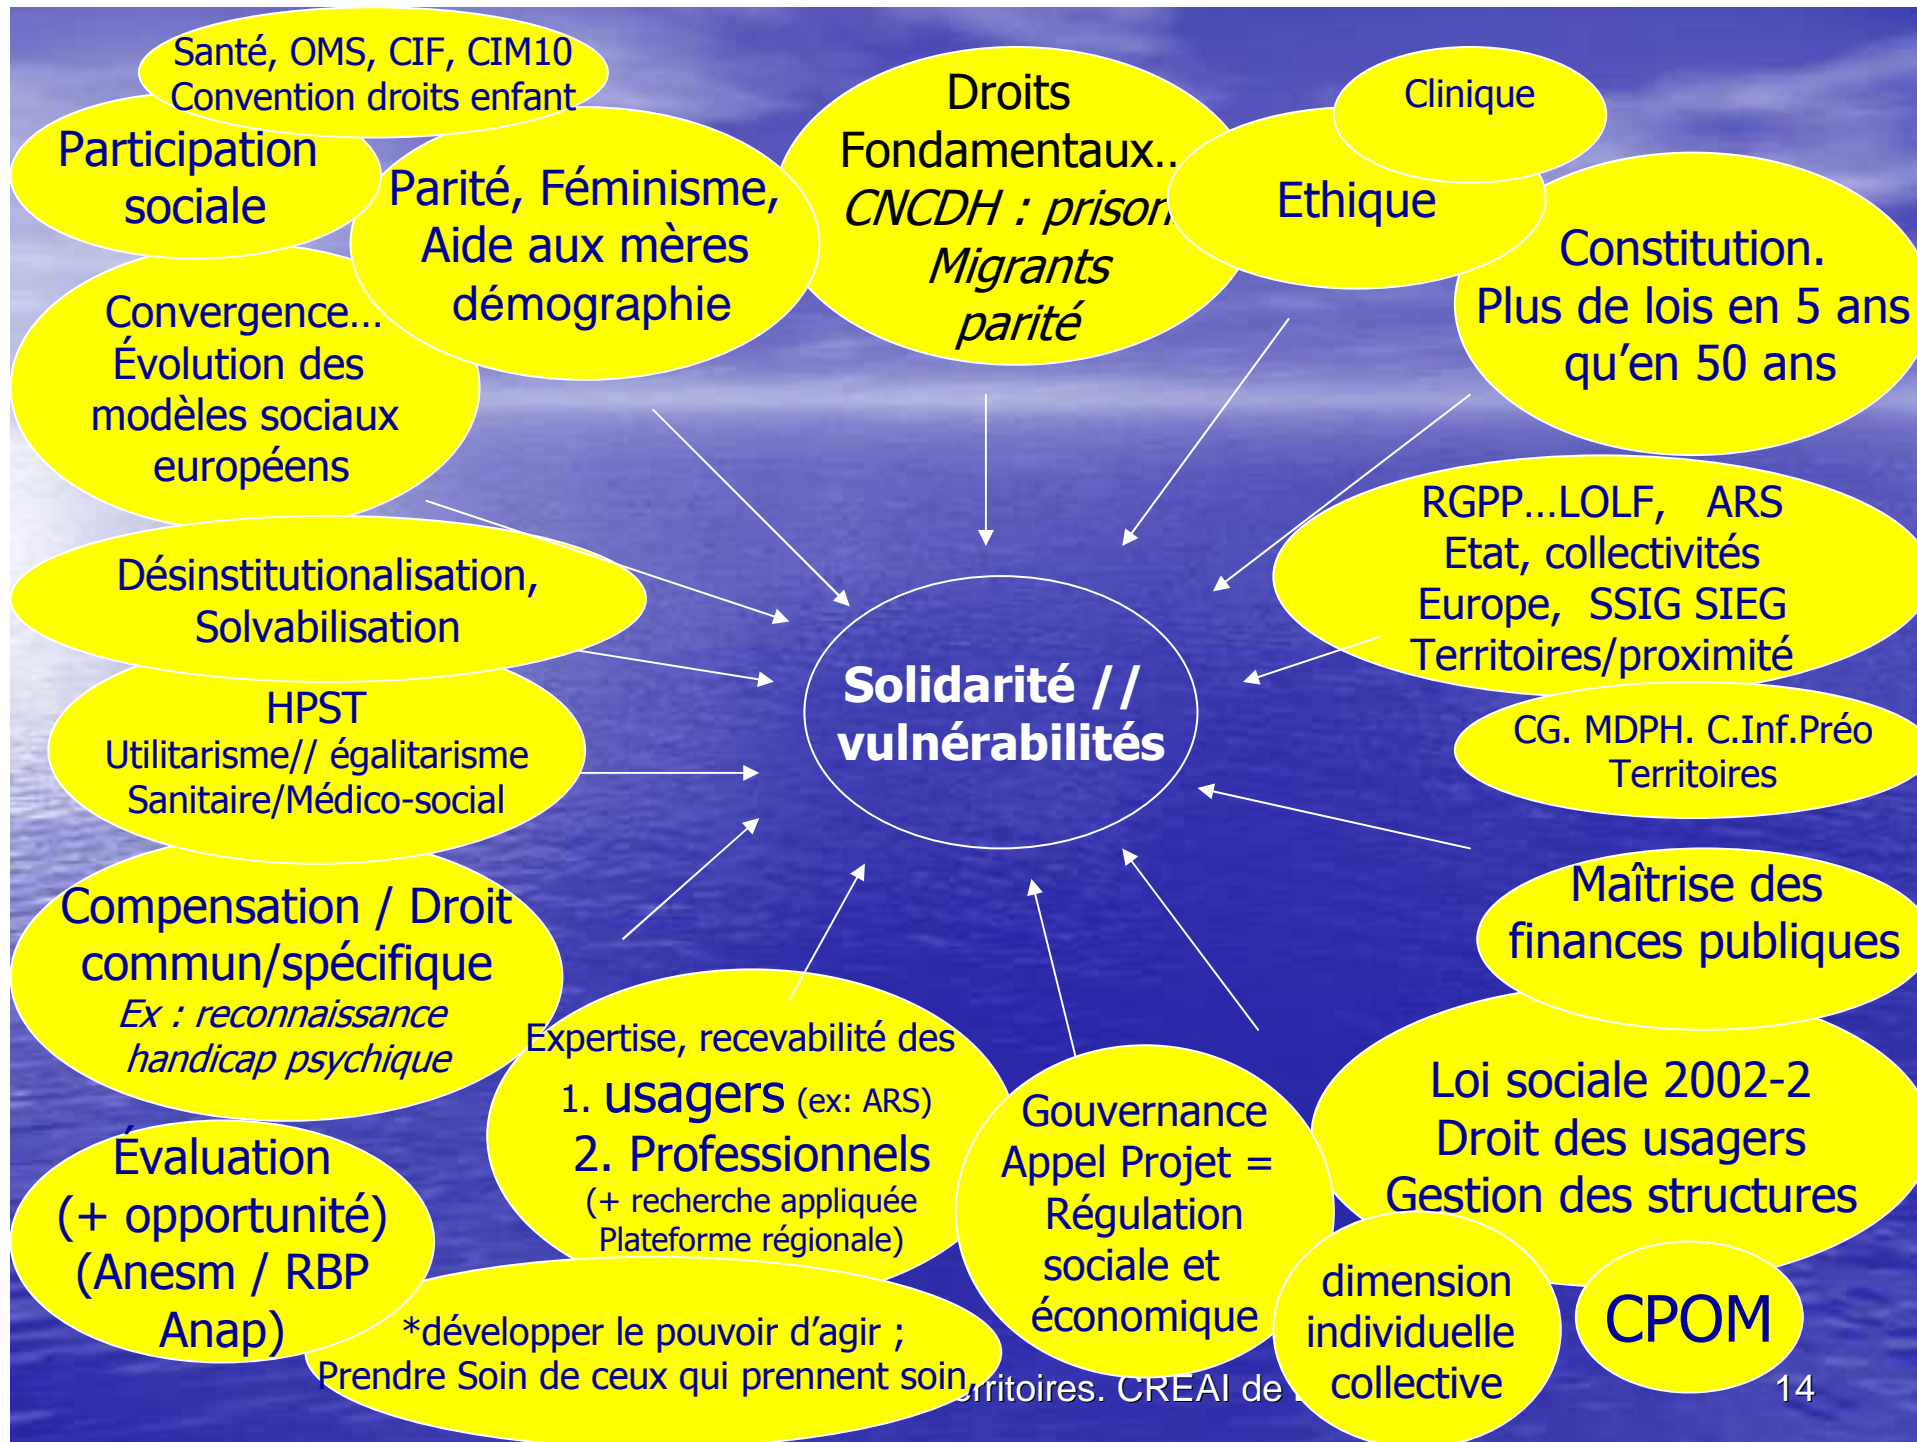 Santé, OMS, CIF, CIM10
Convention droits enfant
Participation
sociale
Parité, Féminisme,
Aide aux mères
démographie
Droits
Fondamentaux..
CNCDH : prison
Migrants
parité
Clinique
Ethique
Constitution.
Plus de lois en 5 ans
qu’en 50 ans
Convergence…
Évolution des
modèles sociaux
européens
RGPP…LOLF, ARS
Etat, collectivités
Europe, SSIG SIEG
Territoires/proximité
Désinstitutionalisation,
Solvabilisation
Solidarité //
vulnérabilités
HPST
Utilitarisme// égalitarisme
Sanitaire/Médico-social
CG. MDPH. C.Inf.Préo
Territoires
Maîtrise des
finances publiques
Compensation / Droit
commun/spécifique
Ex : reconnaissance
handicap psychique
Expertise, recevabilité des
1. usagers (ex: ARS)
2. Professionnels
(+ recherche appliquée
Plateforme régionale)
Gouvernance
Appel Projet =
Régulation
sociale et
économique
Loi sociale 2002-2
Droit des usagers
Gestion des structures
Évaluation
(+ opportunité)
(Anesm / RBP
Anap)
*développer le pouvoir d’agir ;
Prendre Soin de ceux qui prennent soin,
dimension
individuelle
collective
CPOM
CREAI de
14